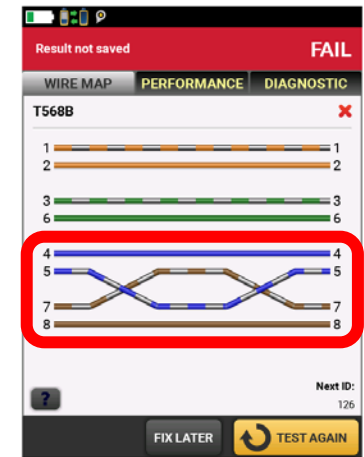 Result not saved FAIL
WIRE MAP PERFORMANCE DIAGNOSTIC
T568B
1 1
2 2
3 3
6 6
4 4
5 5
7 7
8 8
Next ID:
? 126
FIX LATER TEST AGAIN